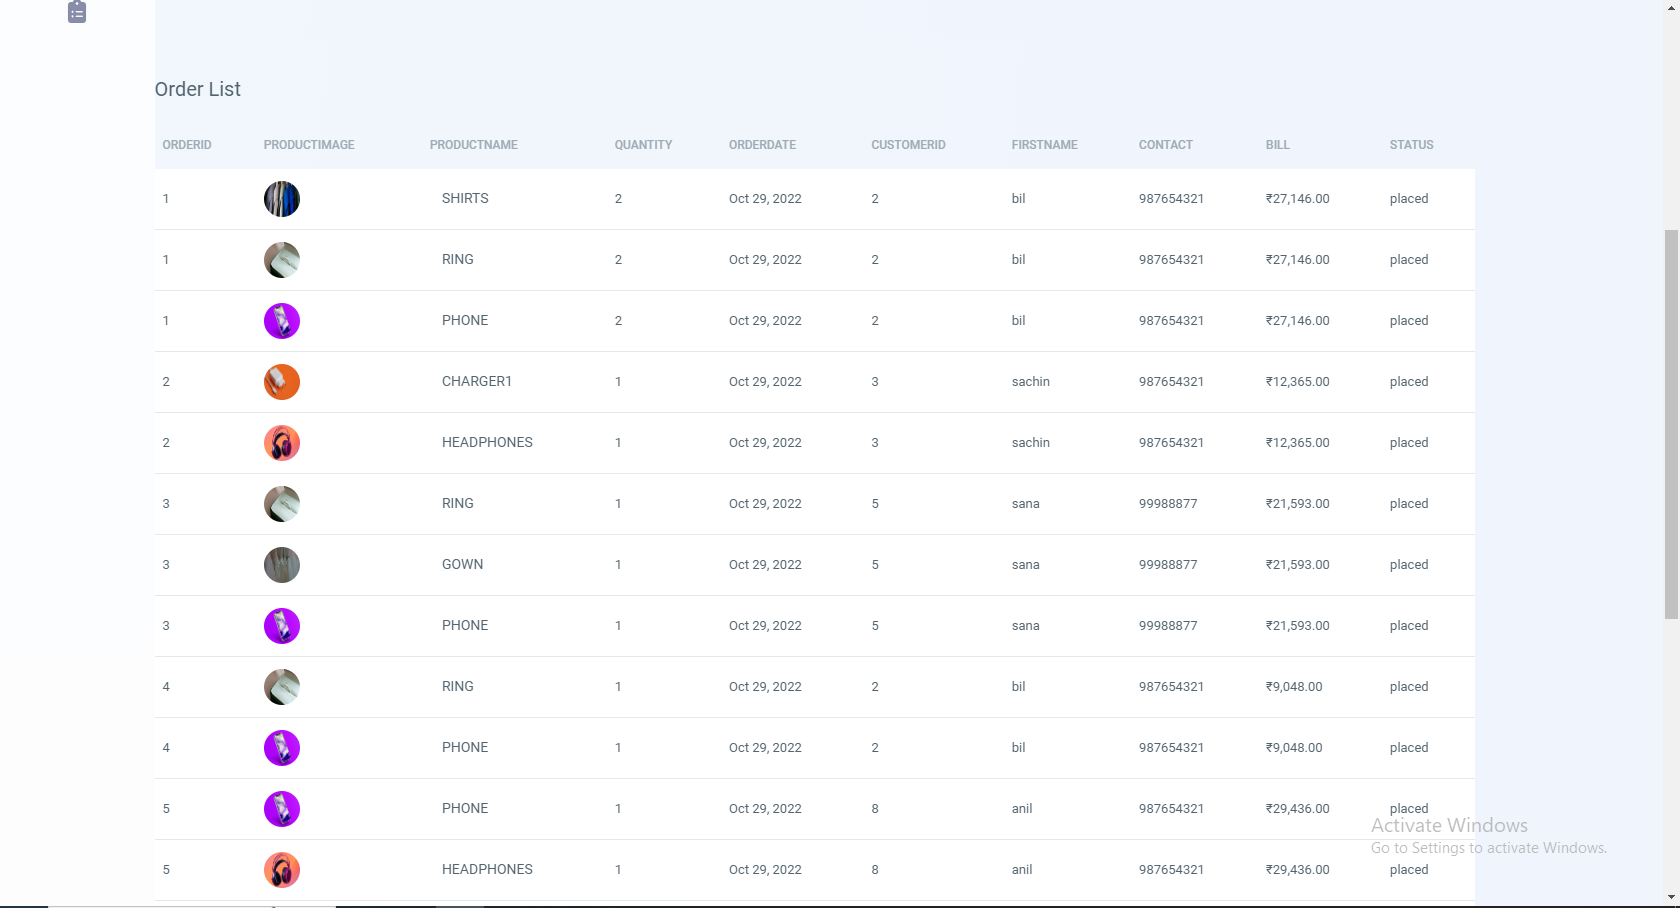 Order List
ORDERID PRODUCTIMAGE PRODUCTNAME QUANTITY ORDERDATE CUSTOMERID FIRSTNAME CONTACT BILL STATUS
1 SHIRTS 2 Oct 29, 2022 2 bil 987654321 ₹27,146.00 placed
1 RING 2 Oct 29, 2022 2 bil 987654321 ₹27,146.00 placed
1 PHONE 2 Oct 29, 2022 2 bil 987654321 ₹27,146.00 placed
2 CHARGER1 1 Oct 29, 2022 3 sachin 987654321 ₹12,365.00 placed
2 HEADPHONES 1 Oct 29, 2022 3 sachin 987654321 ₹12,365.00 placed
3 RING 1 Oct 29, 2022 5 sana 99988877 ₹21,593.00 placed
3 GOWN 1 Oct 29, 2022 5 sana 99988877 ₹21,593.00 placed
3 PHONE 1 Oct 29, 2022 5 sana 99988877 ₹21,593.00 placed
4 RING 1 Oct 29, 2022 2 bil 987654321 ₹9,048.00 placed
4 PHONE 1 Oct 29, 2022 2 bil 987654321 ₹9,048.00 placed
5 PHONE 1 Oct 29, 2022 8 anil 987654321 ₹29,436.00 placed
Activate Windows
Go to Settings to activate Windows.
5 HEADPHONES 1 Oct 29, 2022 8 anil 987654321 ₹29,436.00 placed